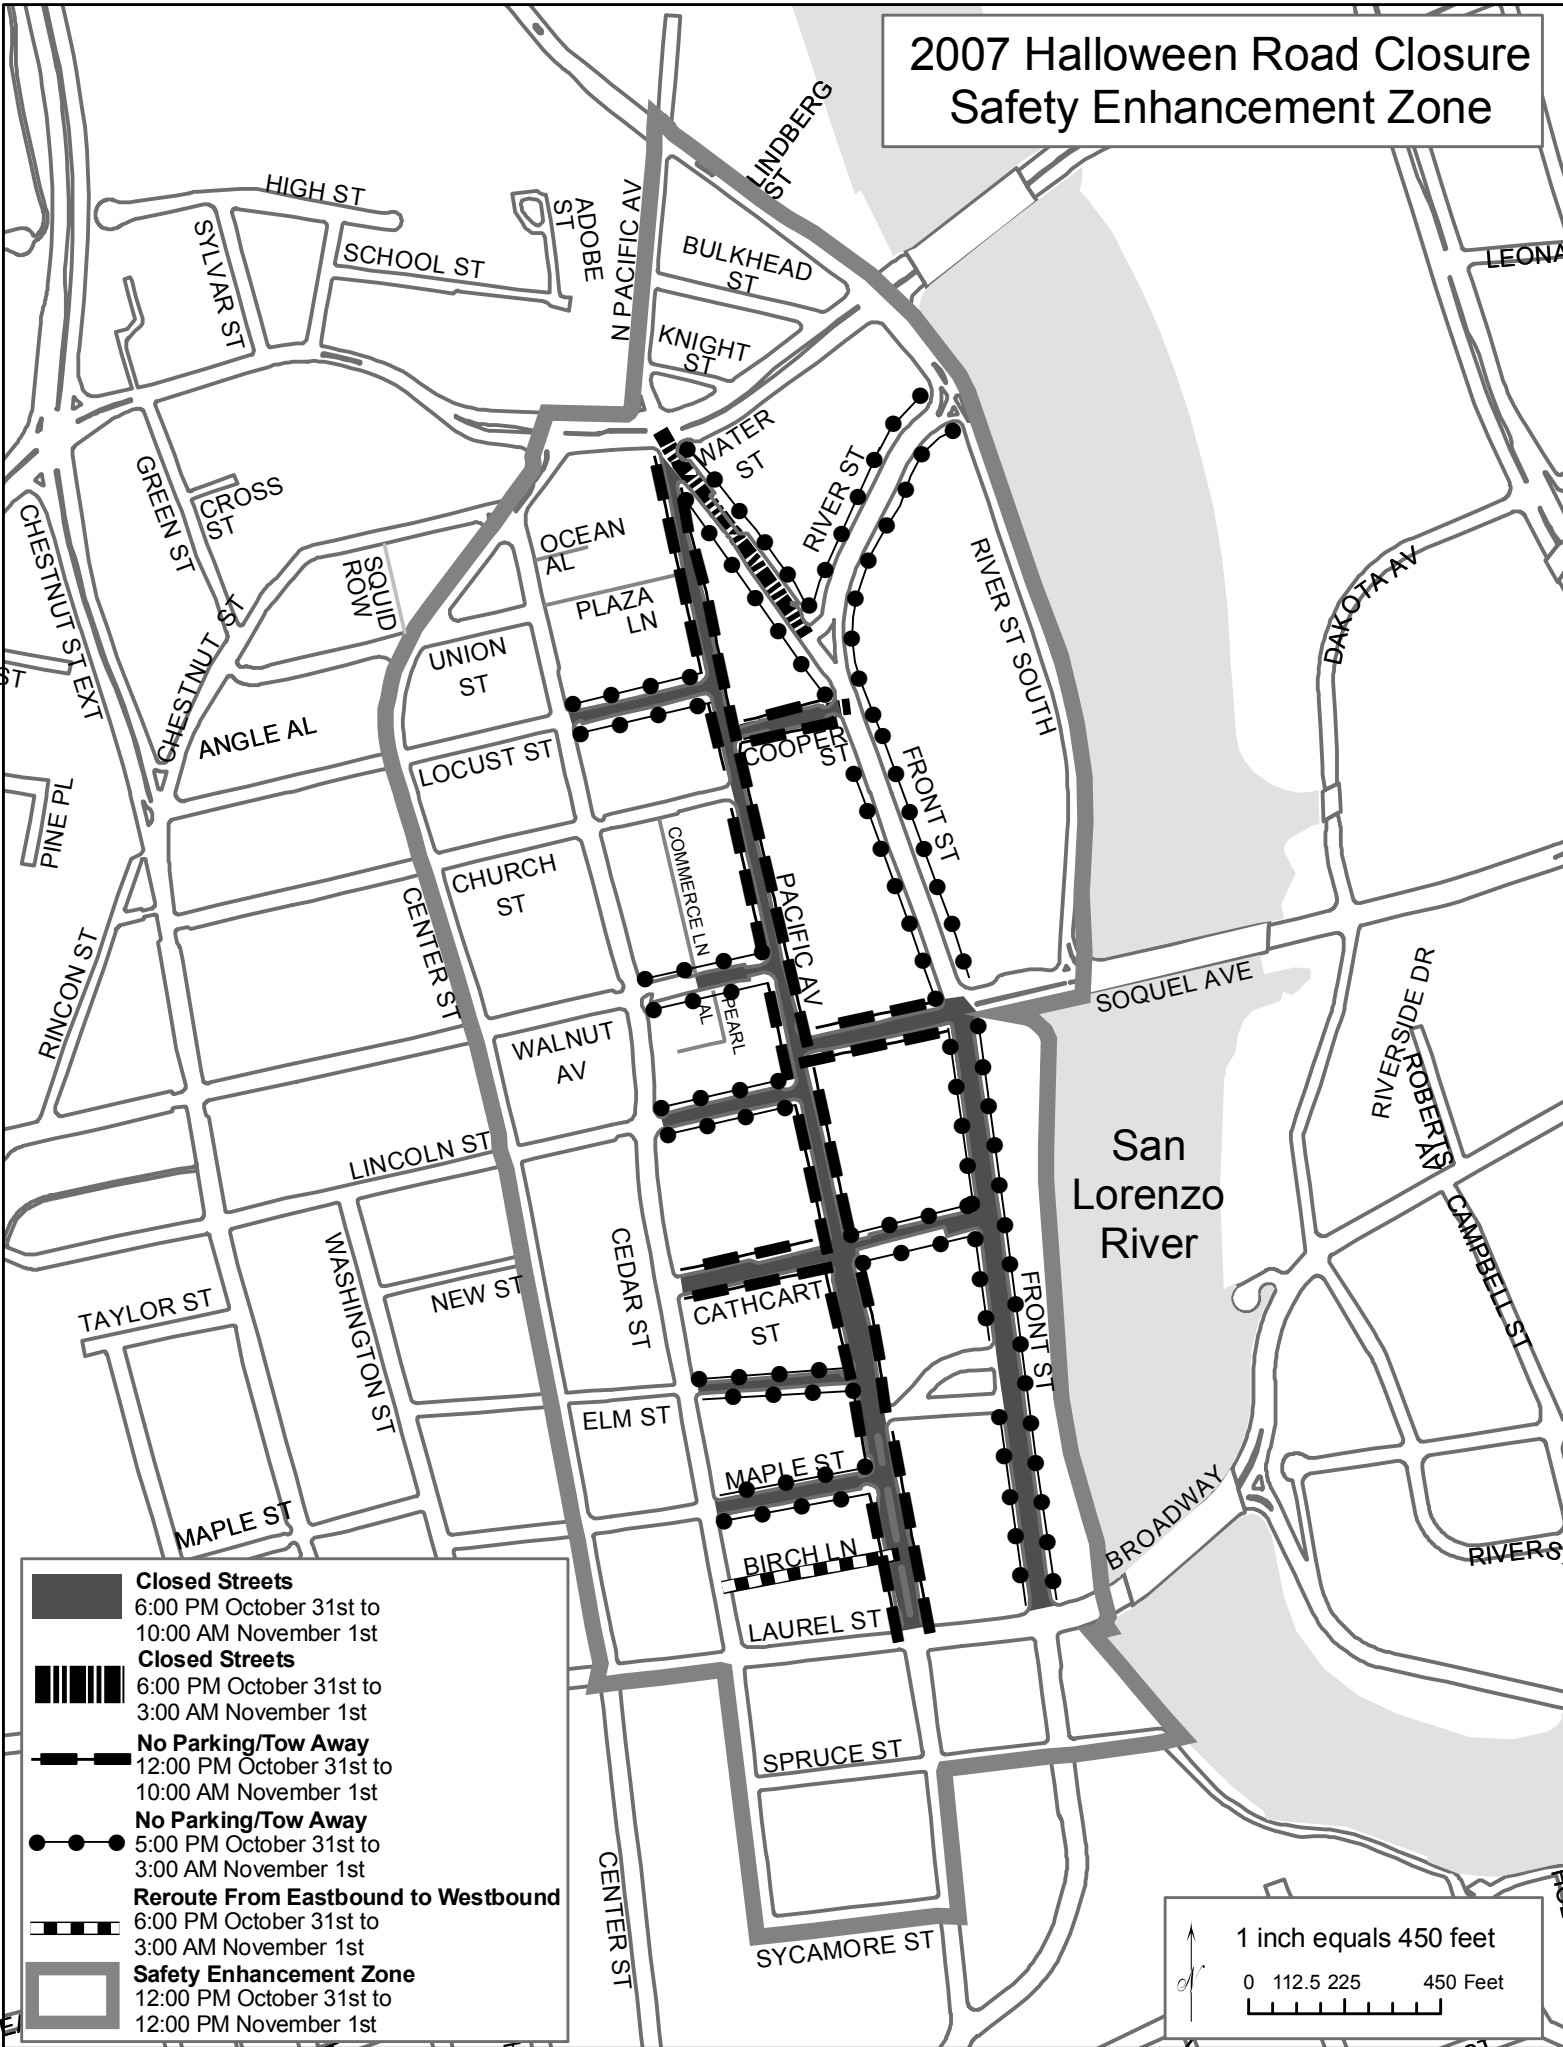 2007 Halloween Road Closure
Safety Enhancement Zone
LINDBERG
ST
HIGH ST
ADOBE
ST
N PACIFIC AV
SYLVAR ST
SCHOOL ST
BULKHEAD
ST
LEONA
KNIGHT
ST
WATER
ST
RIVER ST
GREEN ST
CROSS
ST
CHESTNUT ST EXT
OCEAN
AL
SQUID
ROW
PLAZA
LN
RIVER ST SOUTH
DAKOTA AV
CHESTNUT ST
UNION
ST
ST
ANGLE AL
LOCUST ST
COOPER
ST
FRONT ST
PINE PL
COMMERCE LN
CHURCH
ST
PACIFIC AV
CENTER ST
RINCON ST
SOQUEL AVE
RIVERSIDE DR
PEARL
AL
WALNUT
AV
ROBERTS
AV
San
Lorenzo
River
LINCOLN ST
CAMPBELL ST
WASHINGTON ST
CEDAR ST
NEW ST
TAYLOR ST
CATHCART
ST
FRONT ST
ELM ST
MAPLE ST
MAPLE ST
BROADWAY
BIRCH LN
RIVERS
LAUREL ST
SPRUCE ST
CENTER ST
SYCAMORE ST
Closed Streets
6:00 PM October 31st to
10:00 AM November 1st
Closed Streets
6:00 PM October 31st to
3:00 AM November 1st
No Parking/Tow Away
12:00 PM October 31st to
10:00 AM November 1st
No Parking/Tow Away
5:00 PM October 31st to
3:00 AM November 1st
Reroute From Eastbound to Westbound
6:00 PM October 31st to
3:00 AM November 1st
Safety Enhancement Zone
12:00 PM October 31st to
12:00 PM November 1st
1 inch equals 450 feet
N
0 112.5 225 450 Feet